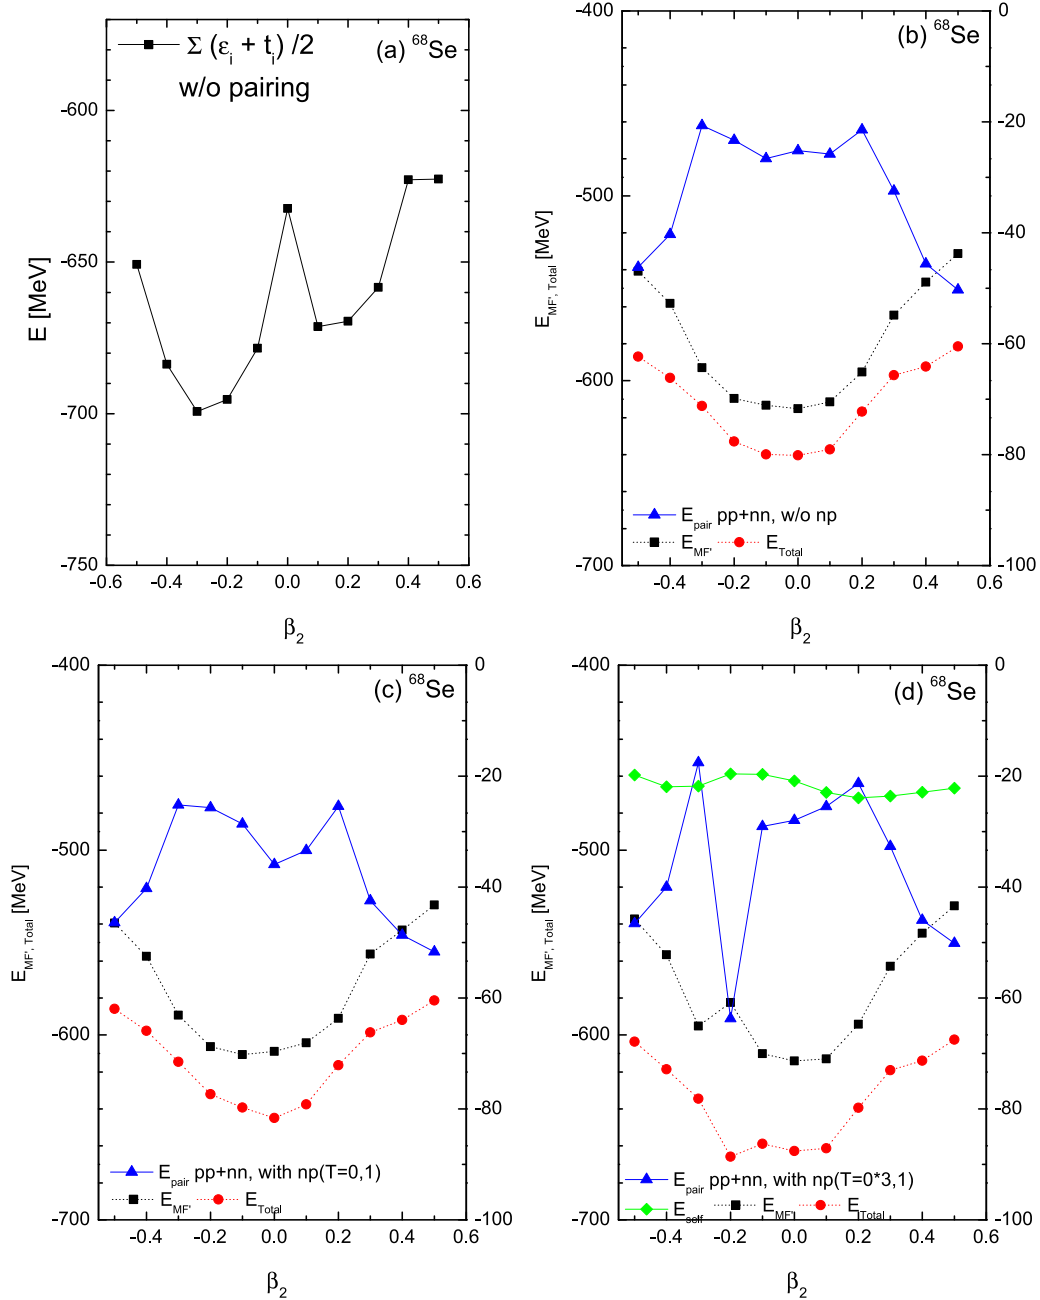 Σ (ε_i + t_i) /2
(a) ⁶⁸Se
w/o pairing
E [MeV]
-600
-650
-700
-750
-0.6 -0.4 -0.2 0.0 0.2 0.4 0.6
β₂
(b) ⁶⁸Se
E_MF', Total [MeV]
-400
-500
-600
-700
0
-20
-40
-60
-80
-100
E_pair pp+nn, w/o np
E_MF' E_Total
-0.4 -0.2 0.0 0.2 0.4 0.6
β₂
(c) ⁶⁸Se
E_MF', Total [MeV]
-400
-500
-600
-700
0
-20
-40
-60
-80
-100
E_pair pp+nn, with np(T=0,1)
E_MF' E_Total
-0.4 -0.2 0.0 0.2 0.4 0.6
β₂
(d) ⁶⁸Se
E_MF', Total [MeV]
-400
-500
-600
-700
0
-20
-40
-60
-80
-100
E_pair pp+nn, with np(T=0*3,1)
E_self E_MF' E_Total
-0.4 -0.2 0.0 0.2 0.4 0.6
β₂